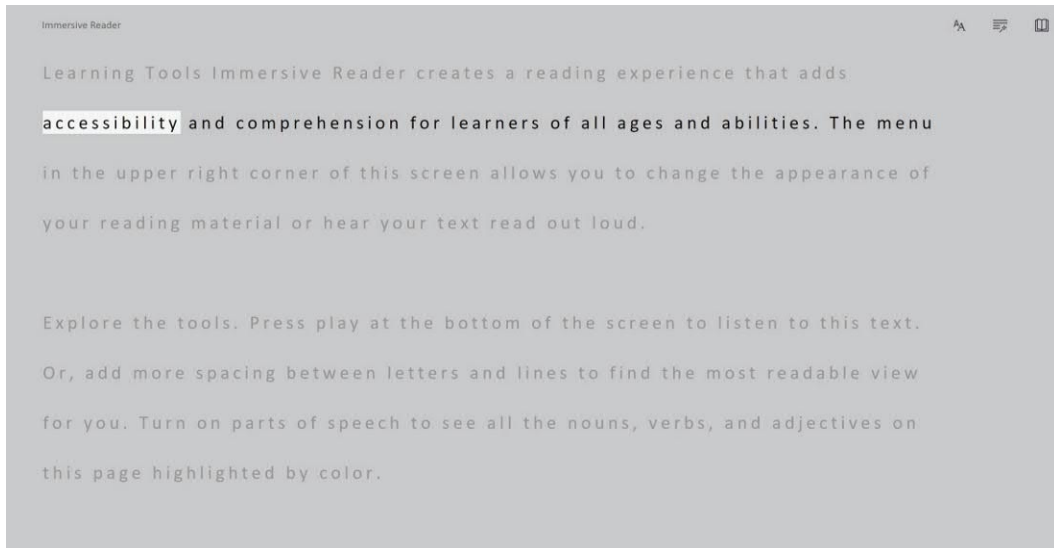 Immersive Reader
Learning Tools Immersive Reader creates a reading experience that adds
accessibility and comprehension for learners of all ages and abilities. The menu
in the upper right corner of this screen allows you to change the appearance of
your reading material or hear your text read out loud.
Explore the tools. Press play at the bottom of the screen to listen to this text.
Or, add more spacing between letters and lines to find the most readable view
for you. Turn on parts of speech to see all the nouns, verbs, and adjectives on
this page highlighted by color.